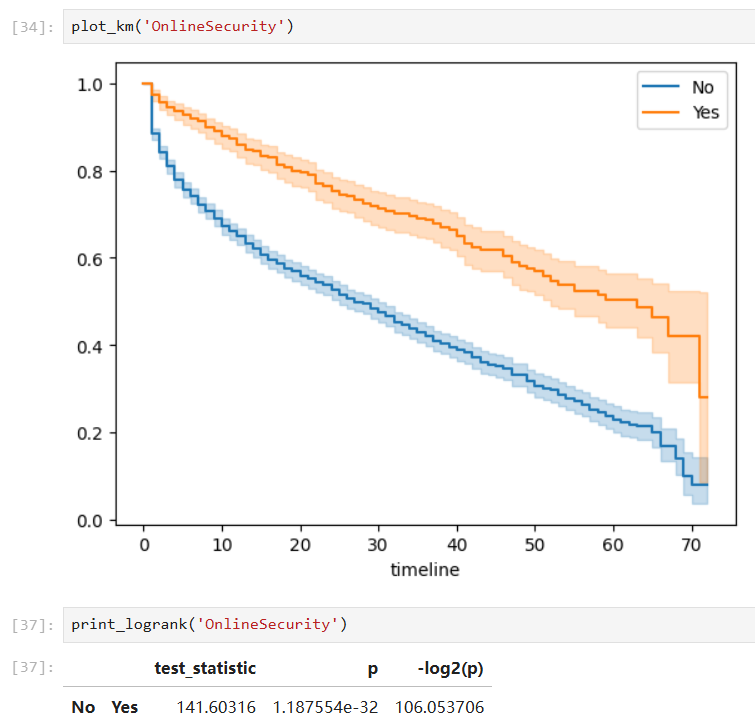 [34]: plot_km('OnlineSecurity')
1.0
0.8
0.6
0.4
0.2
0.0
No
Yes
0 10 20 30 40 50 60 70
timeline
[37]: print_logrank('OnlineSecurity')
[37]:
test_statistic p -log2(p)
No Yes 141.60316 1.187554e-32 106.053706